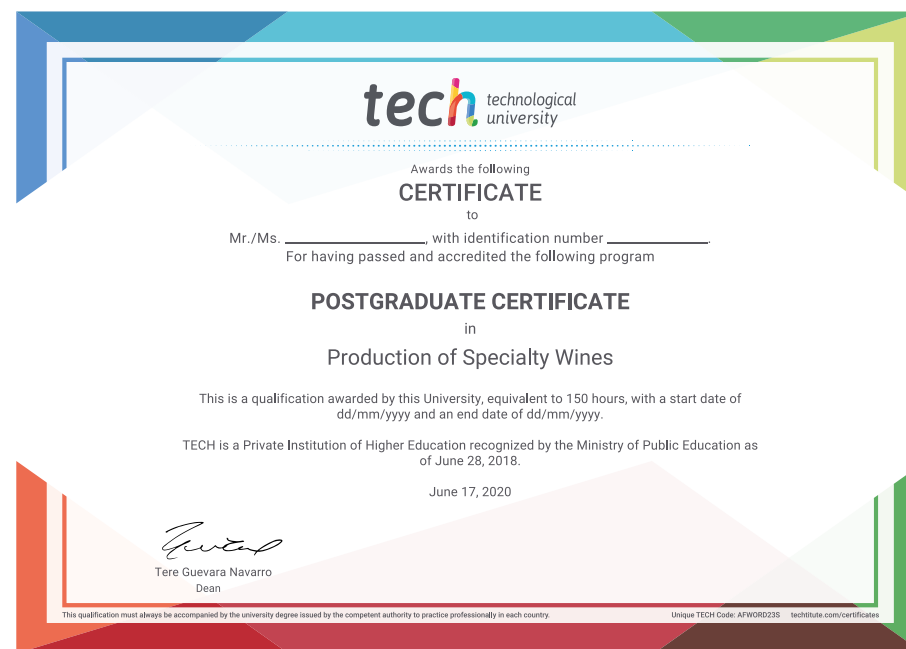 tech technological
university
Awards the following
CERTIFICATE
to
Mr./Ms. ____________________, with identification number ______________.
For having passed and accredited the following program
POSTGRADUATE CERTIFICATE
in
Production of Specialty Wines
This is a qualification awarded by this University, equivalent to 150 hours, with a start date of
dd/mm/yyyy and an end date of dd/mm/yyyy.
TECH is a Private Institution of Higher Education recognized by the Ministry of Public Education as
of June 28, 2018.
June 17, 2020
Tere Guevara Navarro
Dean
This qualification must always be accompanied by the university degree issued by the competent authority to practice professionally in each country. Unique TECH Code: AFWORD23S techtitute.com/certificates